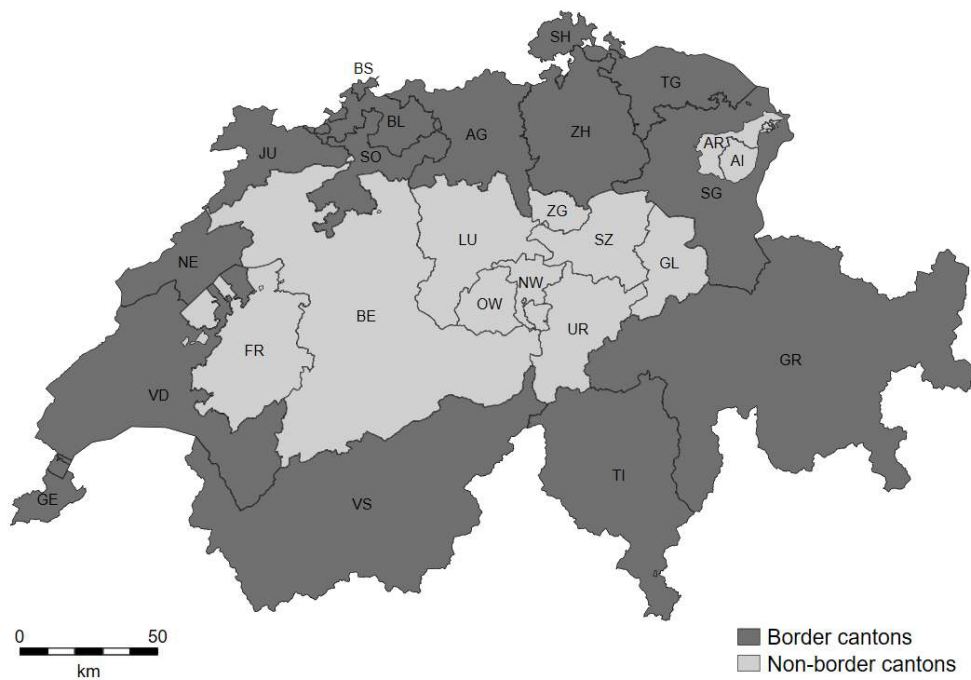 SH
BS
TG
BL
AG
ZH
JU
SO
AR
AI
SG
ZG
LU
SZ
NE
GL
NW
OW
BE
UR
FR
GR
VD
TI
GE
VS
0 50
km
Border cantons
Non-border cantons